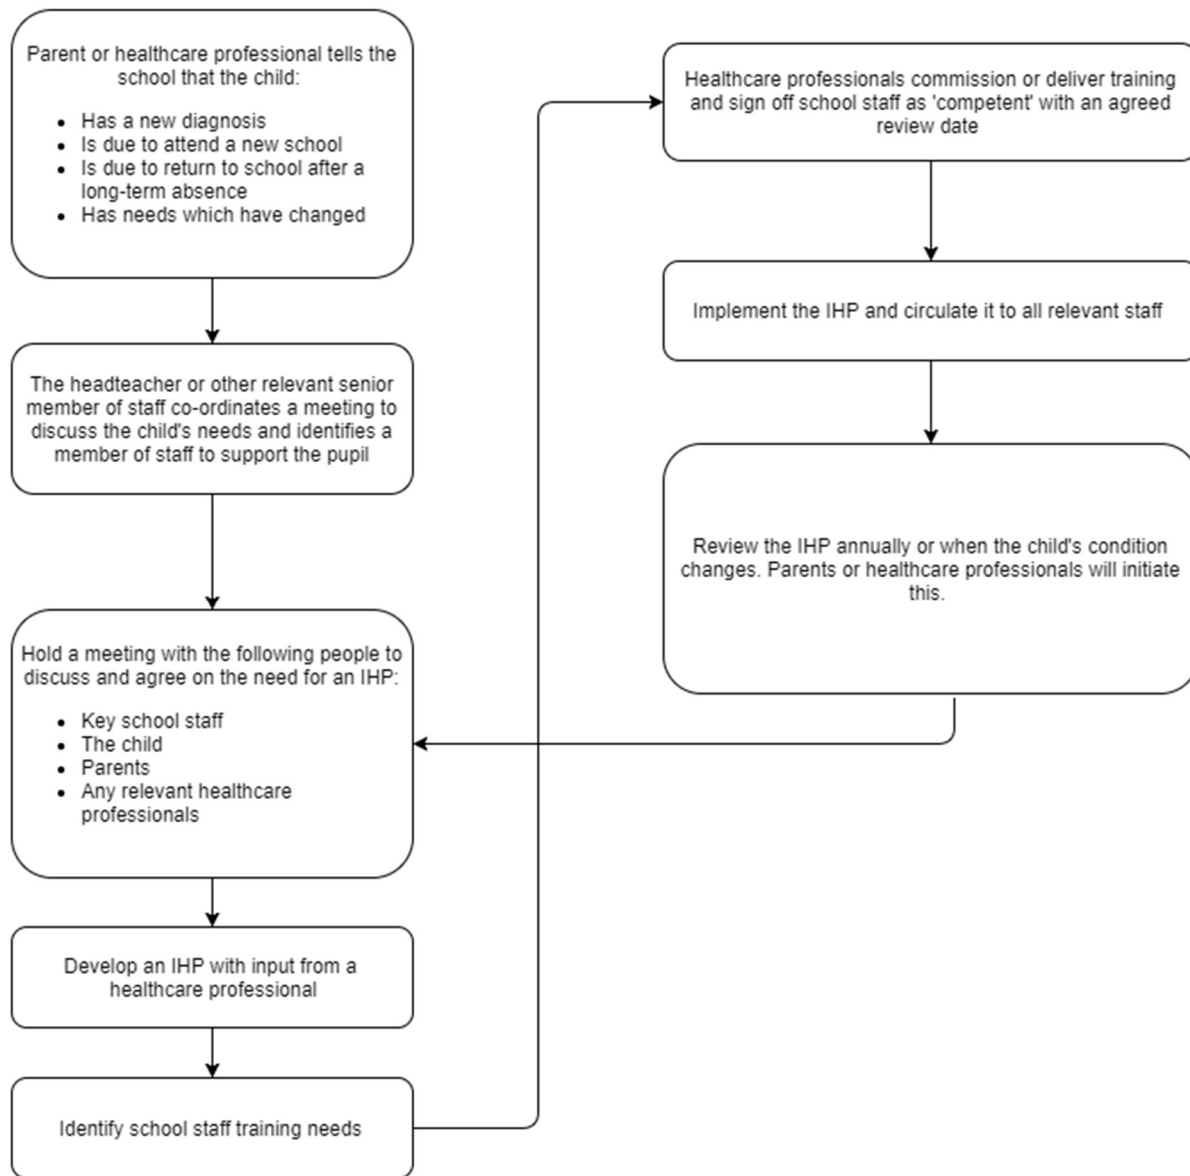 Parent or healthcare professional tells the
school that the child:
• Has a new diagnosis
• Is due to attend a new school
• Is due to return to school after a
long-term absence
• Has needs which have changed
The headteacher or other relevant senior
member of staff co-ordinates a meeting to
discuss the child's needs and identifies a
member of staff to support the pupil
Hold a meeting with the following people to
discuss and agree on the need for an IHP:
• Key school staff
• The child
• Parents
• Any relevant healthcare
professionals
Develop an IHP with input from a
healthcare professional
Identify school staff training needs
Healthcare professionals commission or deliver training
and sign off school staff as 'competent' with an agreed
review date
Implement the IHP and circulate it to all relevant staff
Review the IHP annually or when the child's condition
changes. Parents or healthcare professionals will initiate
this.